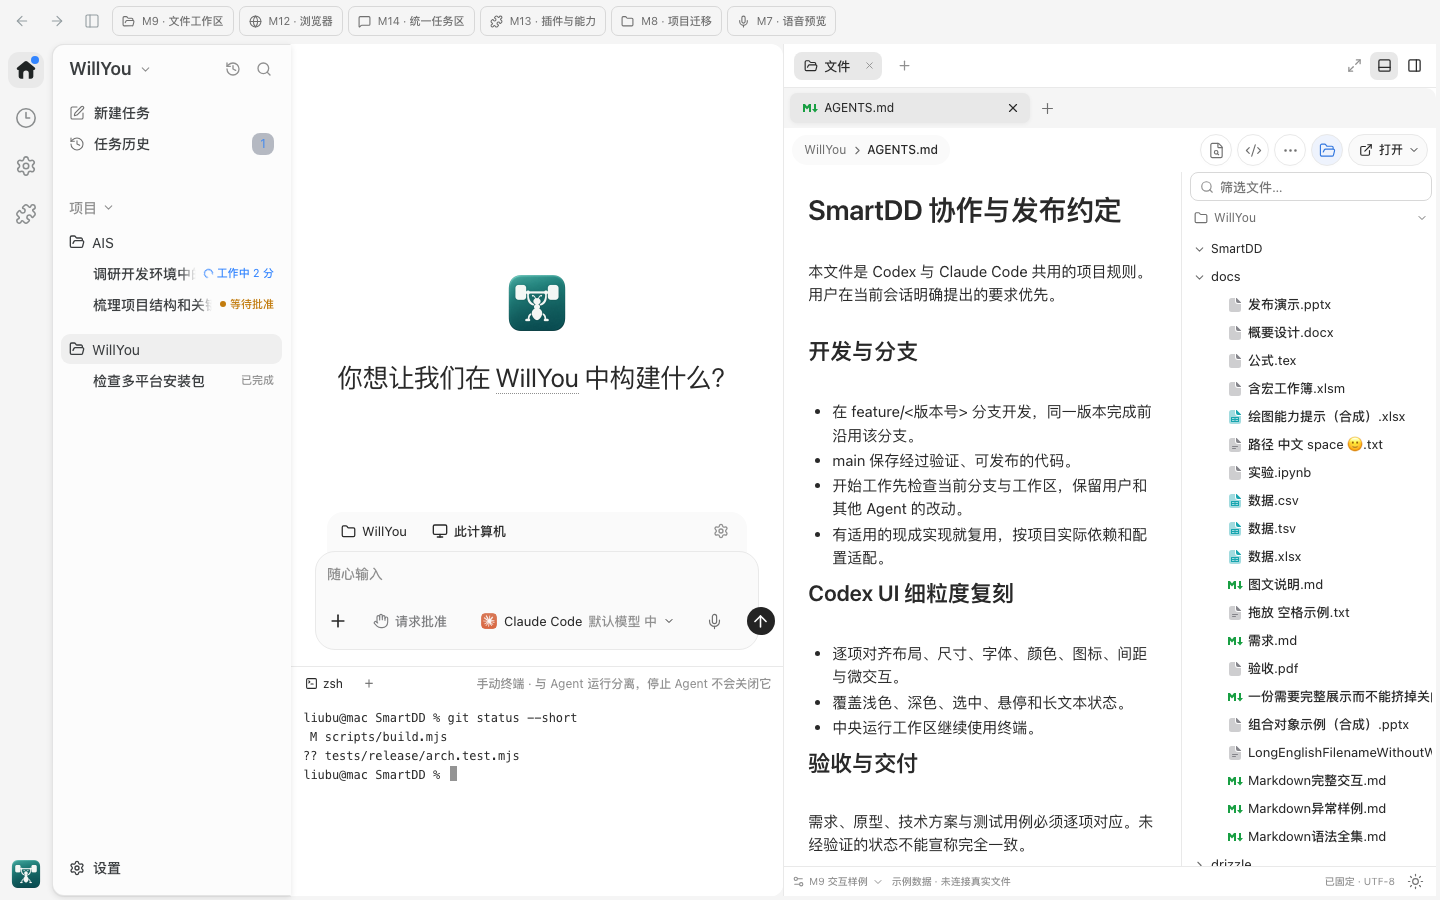 M9 · 文件工作区
M12 · 浏览器
M14 · 统一任务区
M13 · 插件与能力
M8 · 项目迁移
M7 · 语音预览
WillYou
新建任务
任务历史
1
项目
AIS
调研开发环境中
工作中 2 分
梳理项目结构和关
等待批准
WillYou
检查多平台安装包
已完成
设置
你想让我们在 WillYou 中构建什么?
WillYou
此计算机
随心输入
请求批准
Claude Code 默认模型 中
zsh
手动终端 · 与 Agent 运行分离，停止 Agent 不会关闭它
liubu@mac SmartDD % git status --short
M scripts/build.mjs
?? tests/release/arch.test.mjs
liubu@mac SmartDD %
文件
AGENTS.md
WillYou > AGENTS.md
打开
SmartDD 协作与发布约定
本文件是 Codex 与 Claude Code 共用的项目规则。
用户在当前会话明确提出的要求优先。
开发与分支
• 在 feature/<版本号> 分支开发，同一版本完成前
沿用该分支。
• main 保存经过验证、可发布的代码。
• 开始工作先检查当前分支与工作区，保留用户和
其他 Agent 的改动。
• 有适用的现成实现就复用，按项目实际依赖和配
置适配。
Codex UI 细粒度复刻
• 逐项对齐布局、尺寸、字体、颜色、图标、间距
与微交互。
• 覆盖浅色、深色、选中、悬停和长文本状态。
• 中央运行工作区继续使用终端。
验收与交付
需求、原型、技术方案与测试用例必须逐项对应。未
经验证的状态不能宣称完全一致。
筛选文件...
WillYou
SmartDD
docs
发布演示.pptx
概要设计.docx
公式.tex
含宏工作簿.xlsm
绘图能力提示（合成）.xlsx
路径 中文 space 🙂.txt
实验.ipynb
数据.csv
数据.tsv
数据.xlsx
图文说明.md
拖放 空格示例.txt
需求.md
验收.pdf
一份需要完整展示而不能挤掉关
组合对象示例（合成）.pptx
LongEnglishFilenameWithoutW
Markdown完整交互.md
Markdown异常样例.md
Markdown语法全集.md
drizzle
M9 交互样例
示例数据 · 未连接真实文件
已固定 · UTF-8